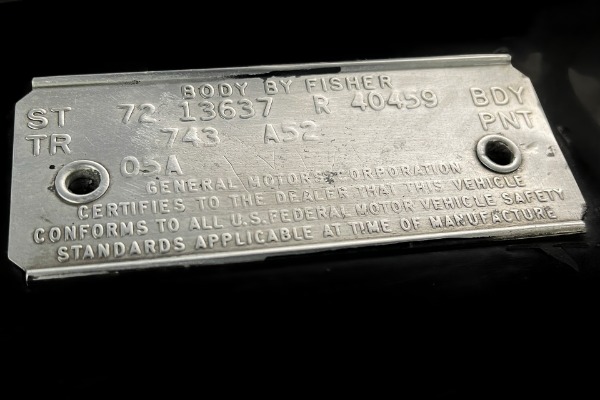 BODY BY FISHER
ST 72 13637 R 40459 BDY
TR 743 A52 PNT
05A
GENERAL MOTORS CORPORATION
CERTIFIES TO THE DEALER THAT THIS VEHICLE
CONFORMS TO ALL U.S. FEDERAL MOTOR VEHICLE SAFETY
STANDARDS APPLICABLE AT TIME OF MANUFACTURE